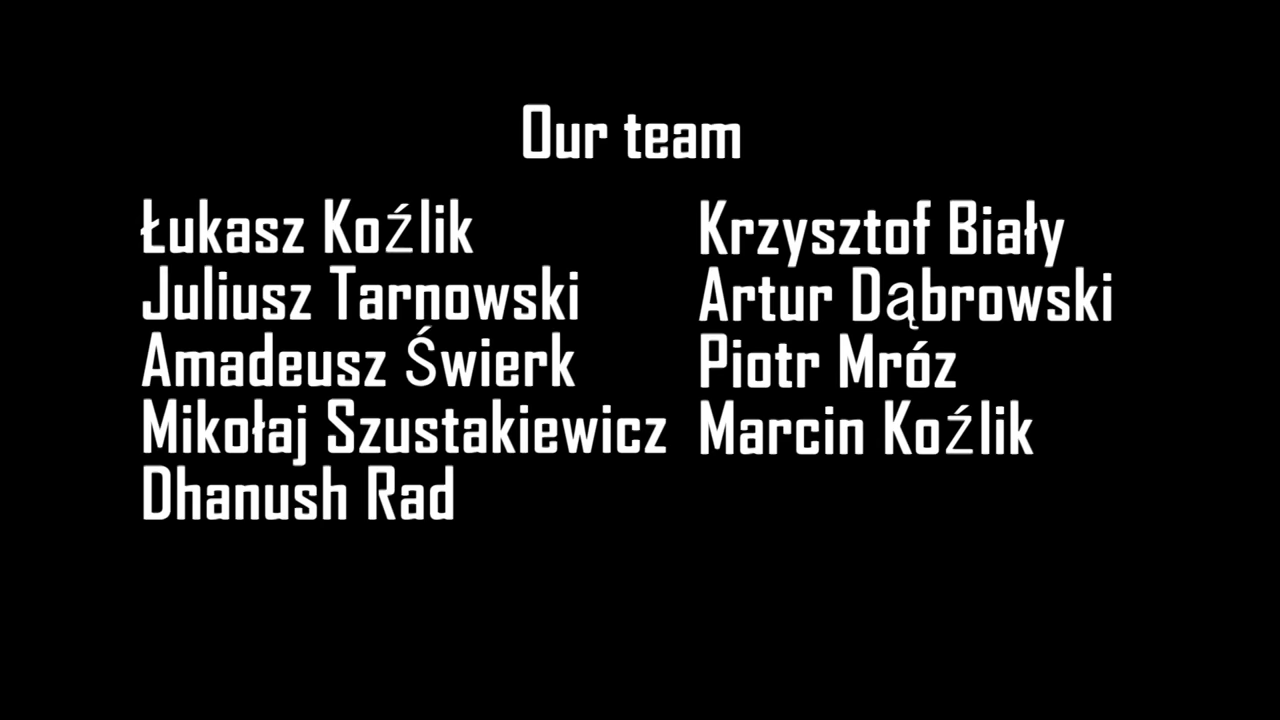 Our team
Łukasz Koźlik
Juliusz Tarnowski
Amadeusz Świerk
Mikołaj Szustakiewicz
Dhanush Rad
Krzysztof Biały
Artur Dąbrowski
Piotr Mróz
Marcin Koźlik